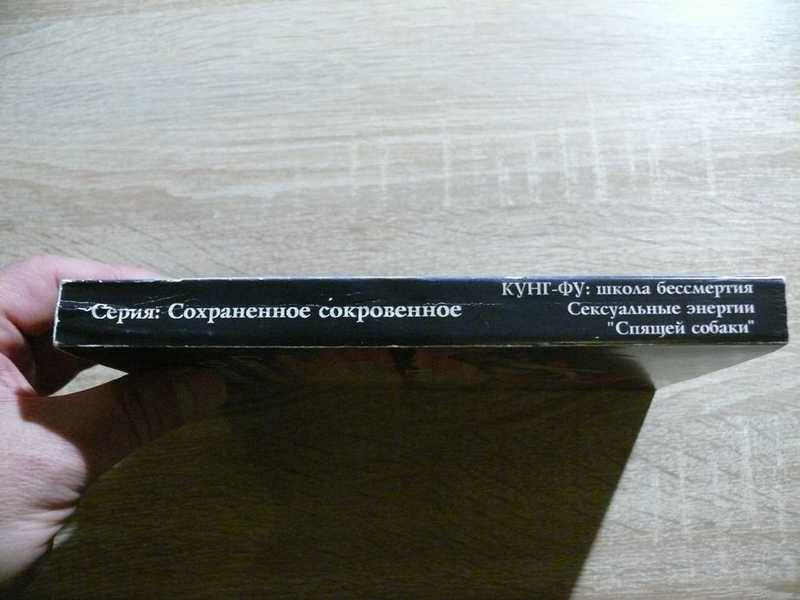 Серия: Сохраненное сокровенное
КУНГ-ФУ: школа бессмертия
Сексуальные энергии
"Спящей собаки"